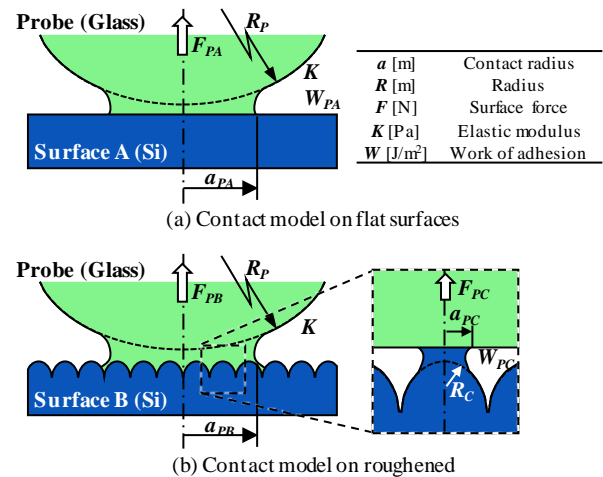 Probe (Glass)
F_PA
R_P
K
W_PA
Surface A (Si)
a_PA
a [m] Contact radius
R [m] Radius
F [N] Surface force
K [Pa] Elastic modulus
W [J/m²] Work of adhesion
(a) Contact model on flat surfaces
Probe (Glass)
F_PB
R_P
K
Surface B (Si)
a_PB
F_PC
a_PC
W_PC
R_C
(b) Contact model on roughened